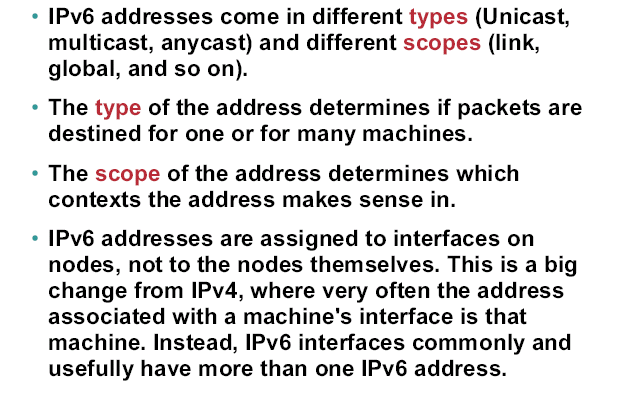 • IPv6 addresses come in different types (Unicast,
multicast, anycast) and different scopes (link,
global, and so on).
• The type of the address determines if packets are
destined for one or for many machines.
• The scope of the address determines which
contexts the address makes sense in.
• IPv6 addresses are assigned to interfaces on
nodes, not to the nodes themselves. This is a big
change from IPv4, where very often the address
associated with a machine's interface is that
machine. Instead, IPv6 interfaces commonly and
usefully have more than one IPv6 address.